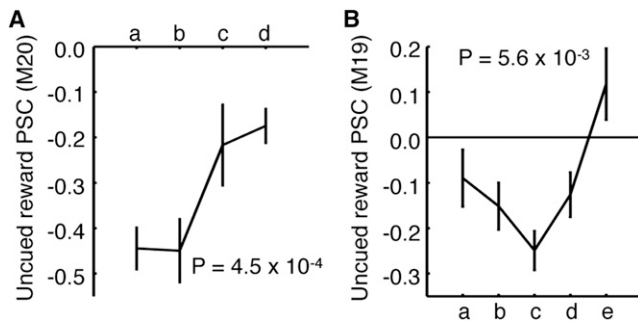 A
Uncued reward PSC (M20)
a b c d
0.0
-0.1
-0.2
-0.3
-0.4
-0.5
P = 4.5 x 10⁻⁴
B
Uncued reward PSC (M19)
P = 5.6 x 10⁻³
0.2
0.1
0.0
-0.1
-0.2
-0.3
a b c d e